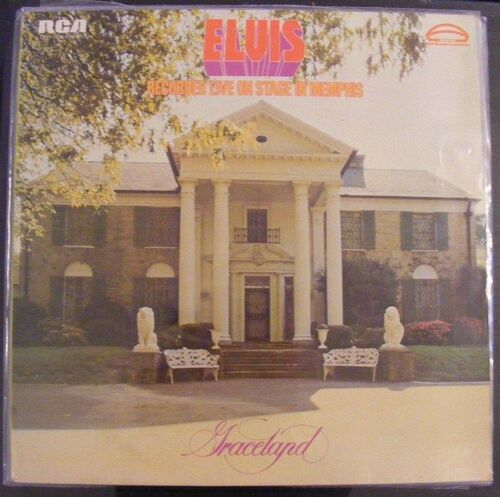 RCA
ELVIS
RECORDED LIVE ON STAGE IN MEMPHIS
Graceland